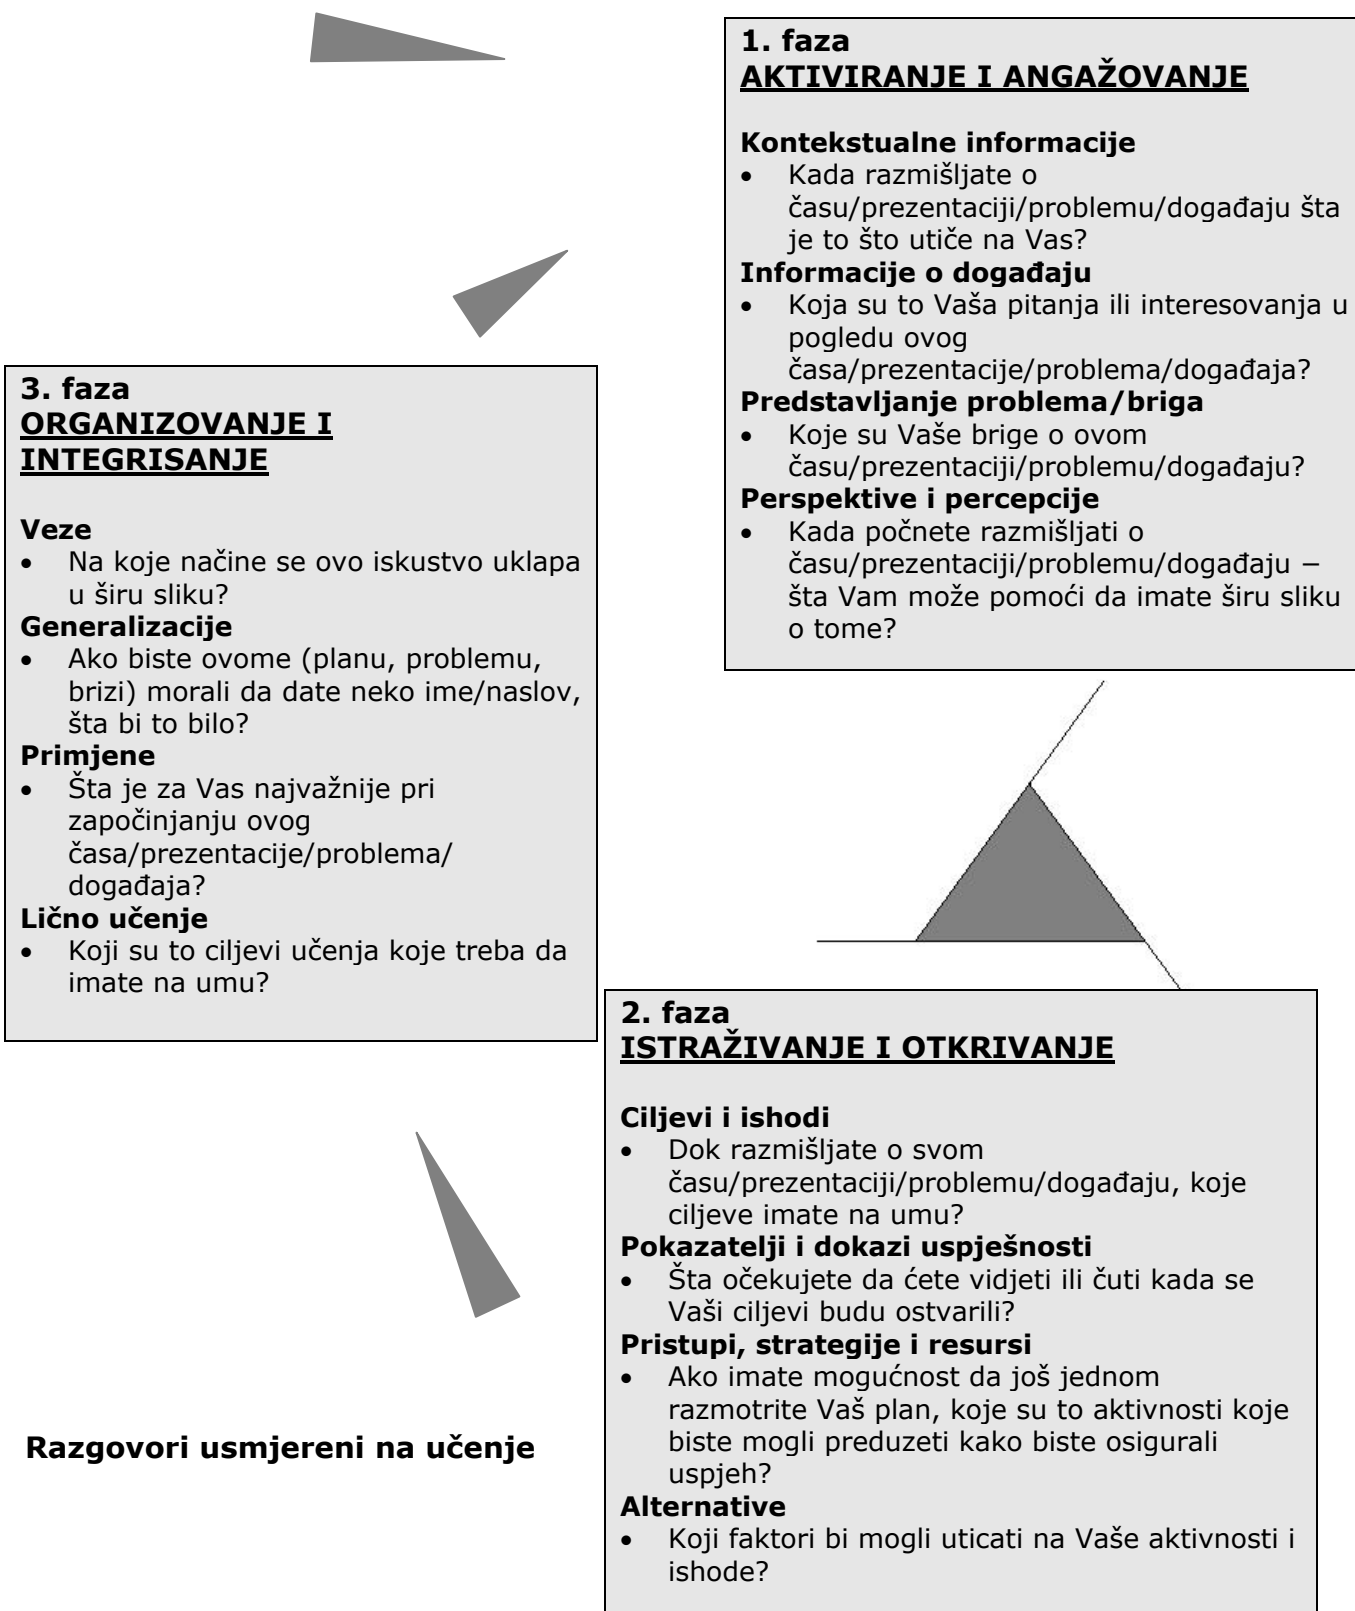 1. faza
AKTIVIRANJE I ANGAŽOVANJE
Kontekstualne informacije
• Kada razmišljate o
času/prezentaciji/problemu/događaju šta
je to što utiče na Vas?
Informacije o događaju
• Koja su to Vaša pitanja ili interesovanja u
pogledu ovog
časa/prezentacije/problema/događaja?
Predstavljanje problema/briga
• Koje su Vaše brige o ovom
času/prezentaciji/problemu/događaju?
Perspektive i percepcije
• Kada počnete razmišljati o
času/prezentaciji/problemu/događaju –
šta Vam može pomoći da imate širu sliku
o tome?
3. faza
ORGANIZOVANJE I
INTEGRISANJE
Veze
• Na koje načine se ovo iskustvo uklapa
u širu sliku?
Generalizacije
• Ako biste ovome (planu, problemu,
brizi) morali da date neko ime/naslov,
šta bi to bilo?
Primjene
• Šta je za Vas najvažnije pri
započinjanju ovog
časa/prezentacije/problema/
događaja?
Lično učenje
• Koji su to ciljevi učenja koje treba da
imate na umu?
2. faza
ISTRAŽIVANJE I OTKRIVANJE
Ciljevi i ishodi
• Dok razmišljate o svom
času/prezentaciji/problemu/događaju, koje
ciljeve imate na umu?
Pokazatelji i dokazi uspješnosti
• Šta očekujete da ćete vidjeti ili čuti kada se
Vaši ciljevi budu ostvarili?
Pristupi, strategije i resursi
• Ako imate mogućnost da još jednom
razmotrite Vaš plan, koje su to aktivnosti koje
biste mogli preduzeti kako biste osigurali
uspjeh?
Alternative
• Koji faktori bi mogli uticati na Vaše aktivnosti i
ishode?
Razgovori usmjereni na učenje